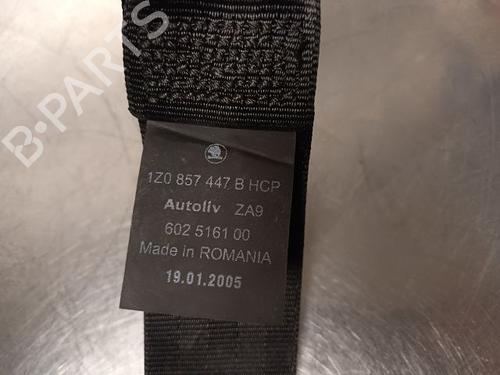 B-PARTS
1Z0 857 447 B HCP
Autoliv ZA9
602 5161 00
Made in ROMANIA
19.01.2005